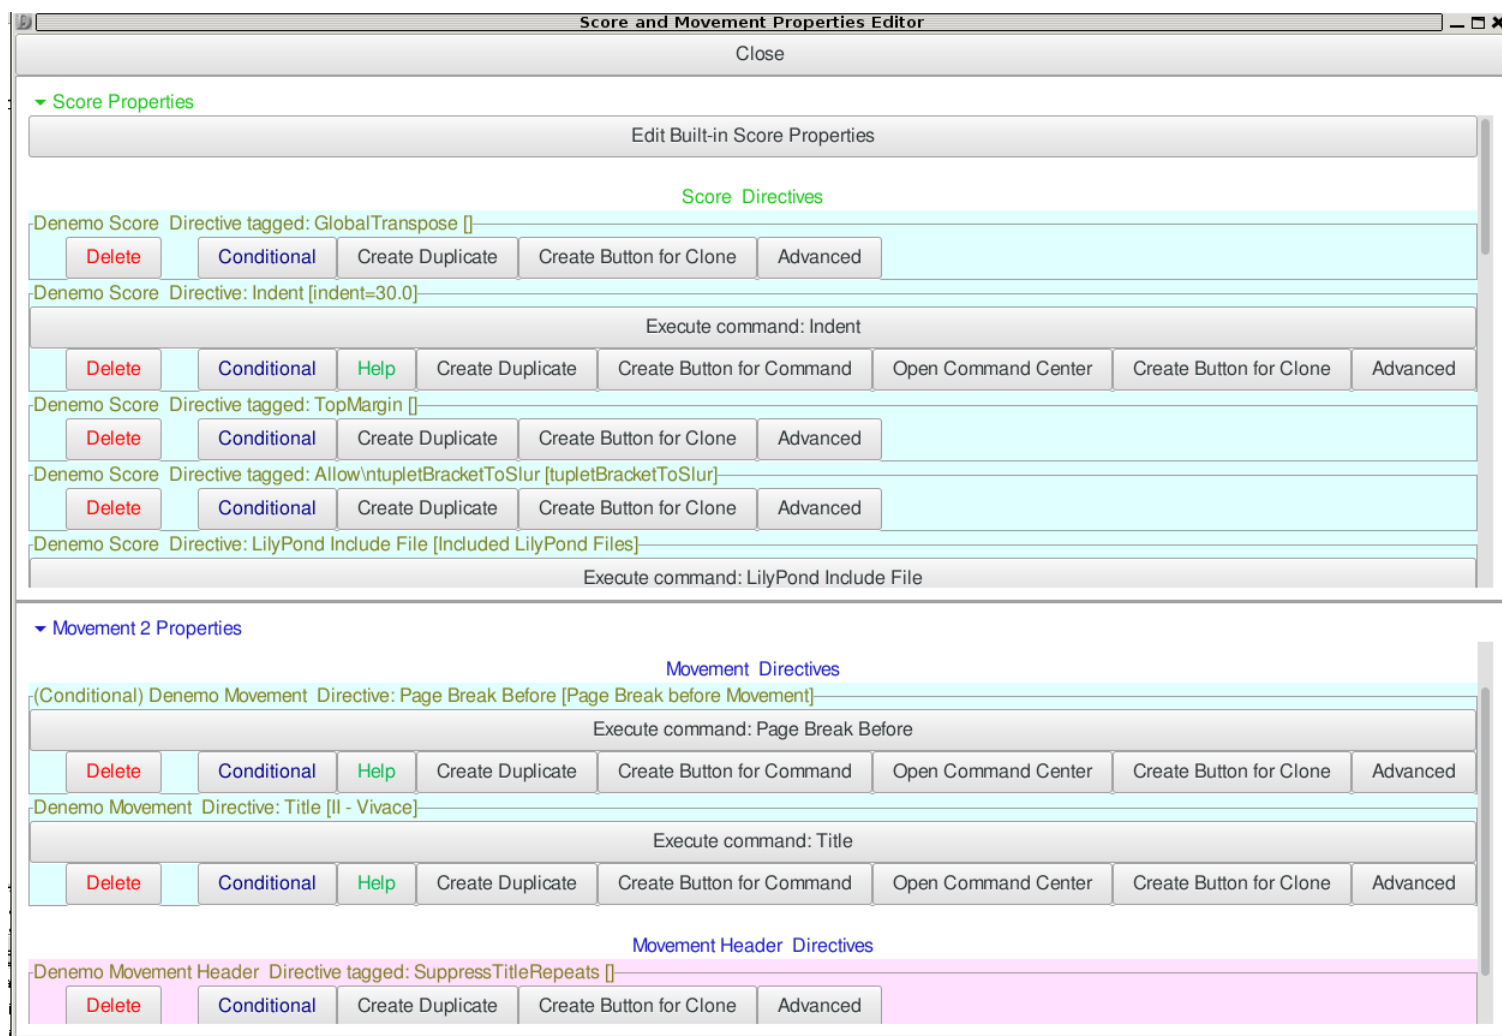 Score and Movement Properties Editor
Close
Score Properties
Edit Built-in Score Properties
Score Directives
Denemo Score Directive tagged: GlobalTranspose []
Delete Conditional Create Duplicate Create Button for Clone Advanced
Denemo Score Directive: Indent [indent=30.0]
Execute command: Indent
Delete Conditional Help Create Duplicate Create Button for Command Open Command Center Create Button for Clone Advanced
Denemo Score Directive tagged: TopMargin []
Delete Conditional Create Duplicate Create Button for Clone Advanced
Denemo Score Directive tagged: Allow\ntupletBracketToSlur [tupletBracketToSlur]
Delete Conditional Create Duplicate Create Button for Clone Advanced
Denemo Score Directive: LilyPond Include File [Included LilyPond Files]
Execute command: LilyPond Include File
Movement 2 Properties
Movement Directives
(Conditional) Denemo Movement Directive: Page Break Before [Page Break before Movement]
Execute command: Page Break Before
Delete Conditional Help Create Duplicate Create Button for Command Open Command Center Create Button for Clone Advanced
Denemo Movement Directive: Title [II - Vivace]
Execute command: Title
Delete Conditional Help Create Duplicate Create Button for Command Open Command Center Create Button for Clone Advanced
Movement Header Directives
Denemo Movement Header Directive tagged: SuppressTitleRepeats []
Delete Conditional Create Duplicate Create Button for Clone Advanced